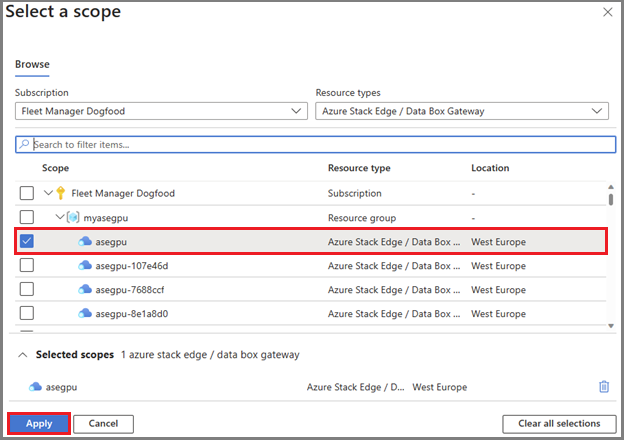 Select a scope
Browse
Subscription
Resource types
Fleet Manager Dogfood
Azure Stack Edge / Data Box Gateway
Search to filter items...
Scope Resource type Location
Fleet Manager Dogfood Subscription -
myasegpu Resource group -
asegpu Azure Stack Edge / Data Box ... West Europe
asegpu-107e46d Azure Stack Edge / Data Box ... West Europe
asegpu-7688ccf Azure Stack Edge / Data Box ... West Europe
asegpu-8e1a8d0 Azure Stack Edge / Data Box ... West Europe
Selected scopes 1 azure stack edge / data box gateway
asegpu Azure Stack Edge / D... West Europe
Apply Cancel Clear all selections